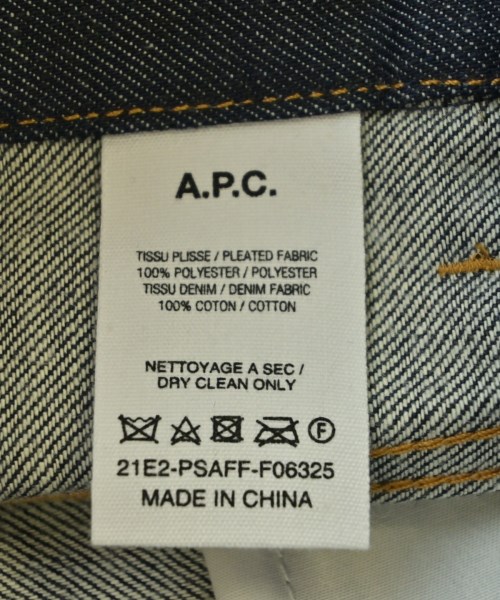 A.P.C.
TISSU PLISSE / PLEATED FABRIC
100% POLYESTER / POLYESTER
TISSU DENIM / DENIM FABRIC
100% COTON / COTTON
NETTOYAGE A SEC /
DRY CLEAN ONLY
F
21E2-PSAFF-F06325
MADE IN CHINA